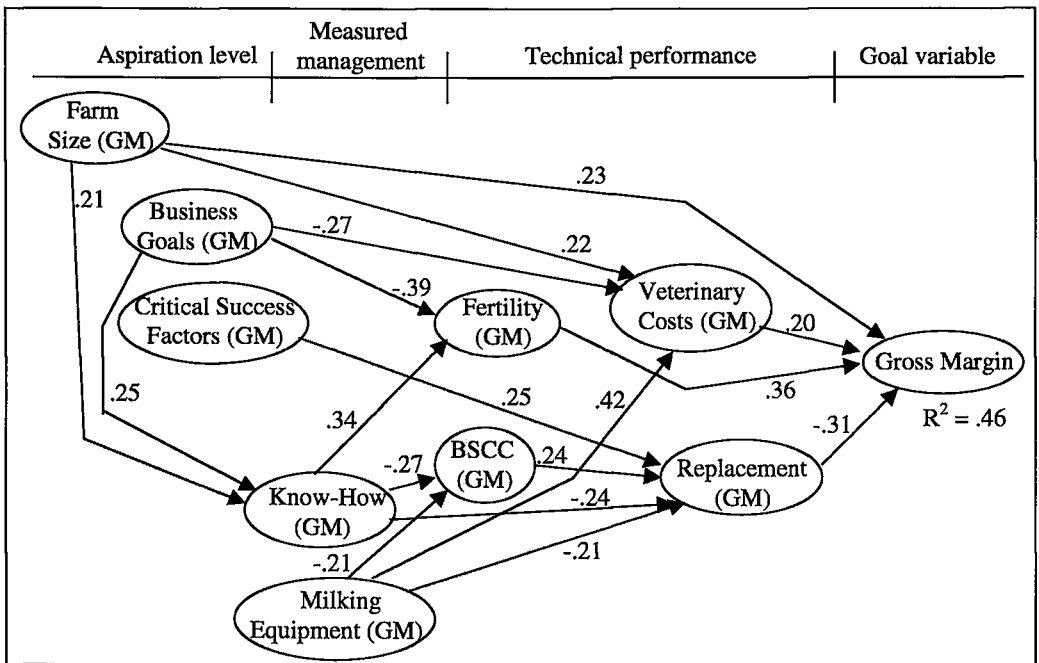 Aspiration level
Measured
management
Technical performance
Goal variable
Farm
Size (GM)
.23
.21
Business
Goals (GM)
-.27
.22
-.39
Critical Success
Factors (GM)
Fertility
(GM)
Veterinary
Costs (GM)
.20
Gross Margin
R² = .46
.25
.34
.25
.42
.36
-.31
Know-How
(GM)
-.27
BSCC
(GM)
.24
Replacement
(GM)
-.24
-.21
-.21
Milking
Equipment (GM)